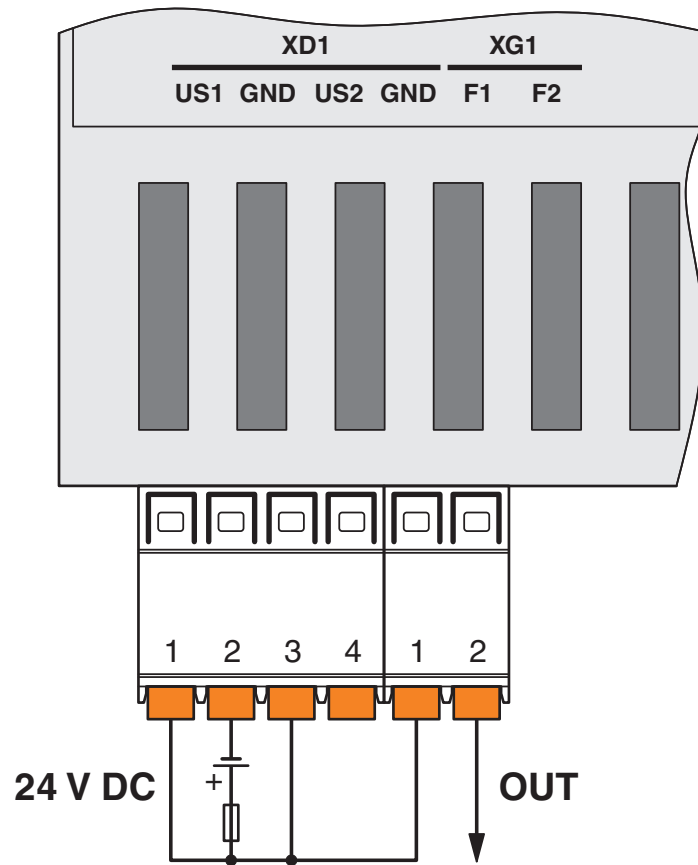 XD1 XG1
US1 GND US2 GND F1 F2
1 2 3 4 1 2
24 V DC + OUT